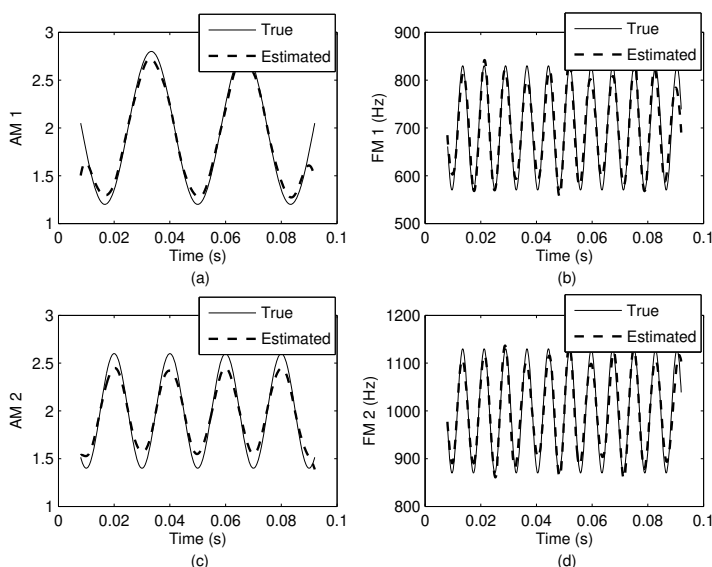 True
Estimated
3
2.5
2
1.5
1
AM 1
0
0.02
0.04
0.06
0.08
0.1
Time (s)
(a)
True
Estimated
900
800
700
600
500
FM 1 (Hz)
0
0.02
0.04
0.06
0.08
0.1
Time (s)
(b)
True
Estimated
3
2.5
2
1.5
1
AM 2
0
0.02
0.04
0.06
0.08
0.1
Time (s)
(c)
True
Estimated
1200
1100
1000
900
800
FM 2 (Hz)
0
0.02
0.04
0.06
0.08
0.1
Time (s)
(d)